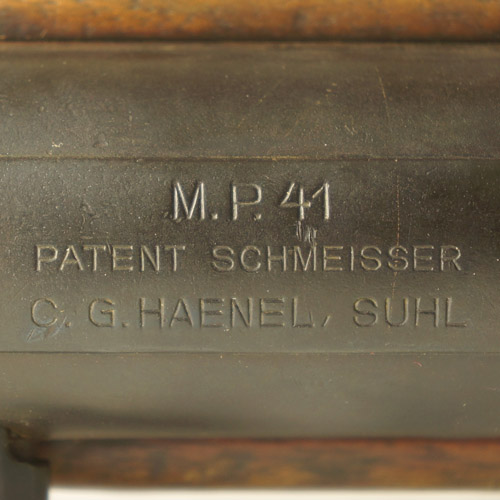 M.P. 41
PATENT SCHMEISSER
C. G. HAENEL, SUHL